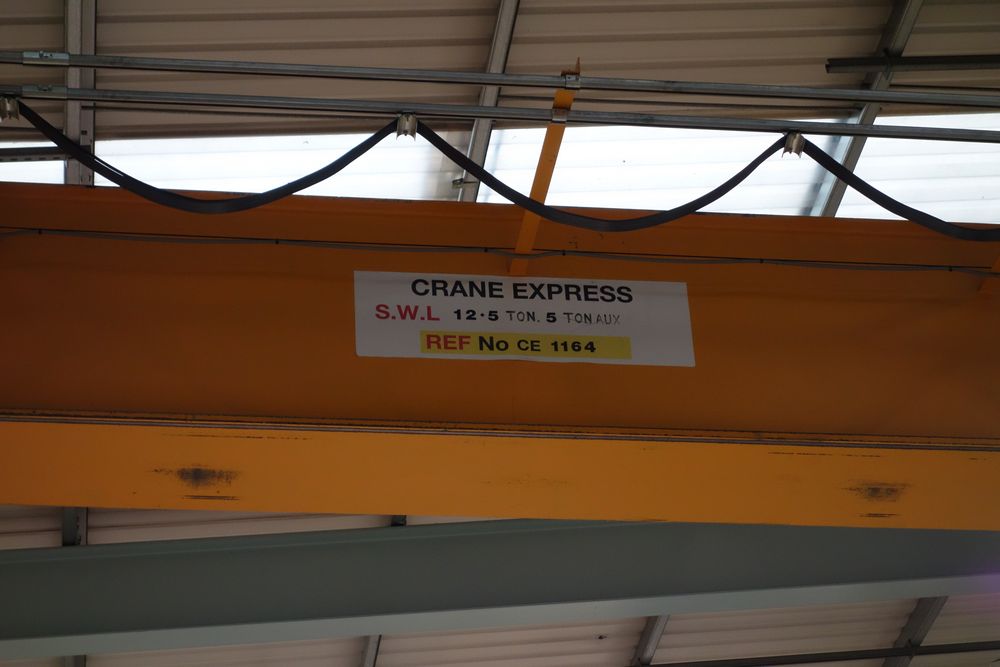 CRANE EXPRESS
S.W.L 12·5 TON. 5 TON AUX
REF No CE 1164